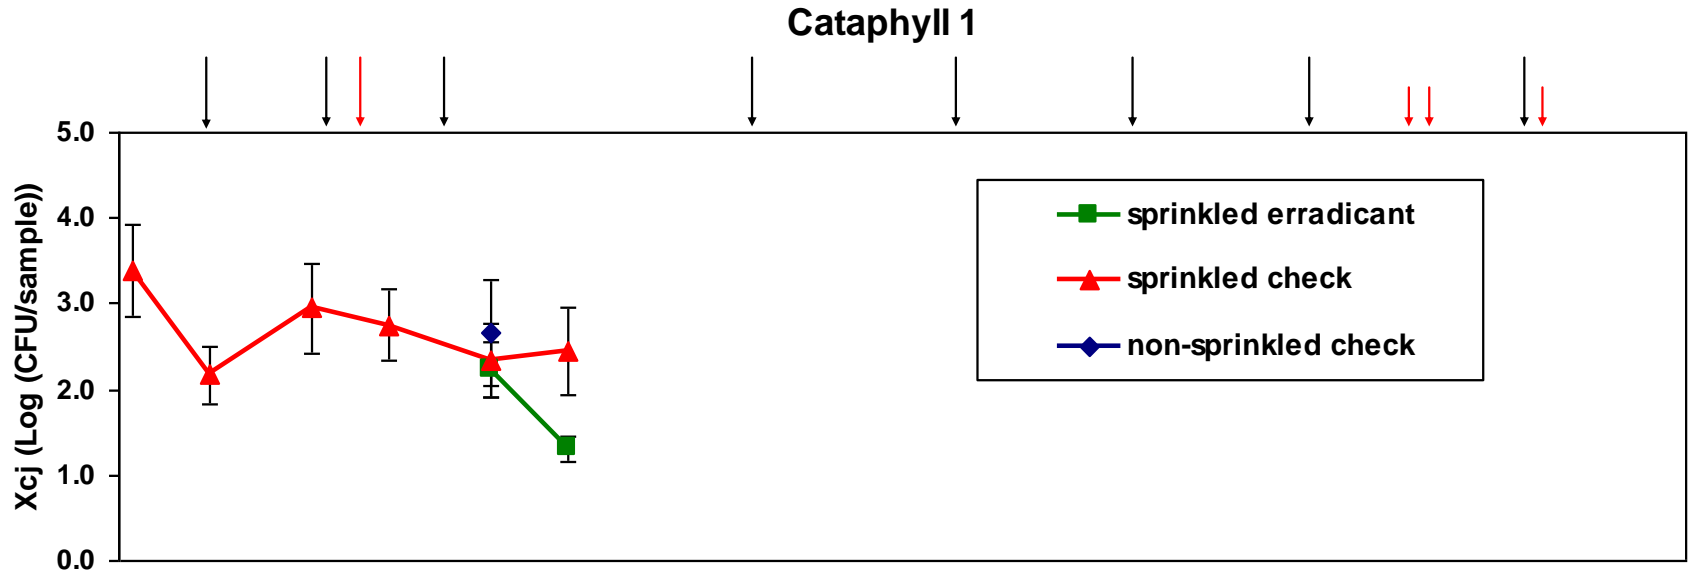 Cataphyll 1
5.0
4.0
3.0
2.0
1.0
0.0
Xcj (Log (CFU/sample))
sprinkled erradicant
sprinkled check
non-sprinkled check